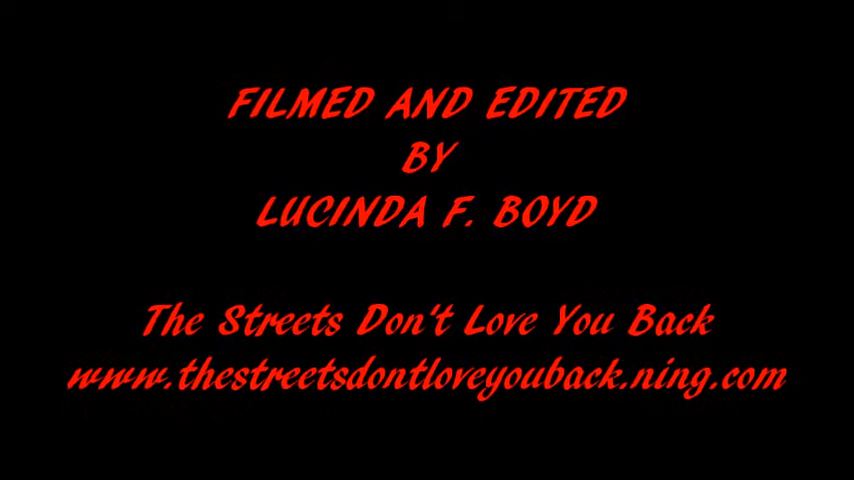 FILMED AND EDITED
BY
LUCINDA F. BOYD
The Streets Don't Love You Back
www.thestreetsdontloveyouback.ning.com